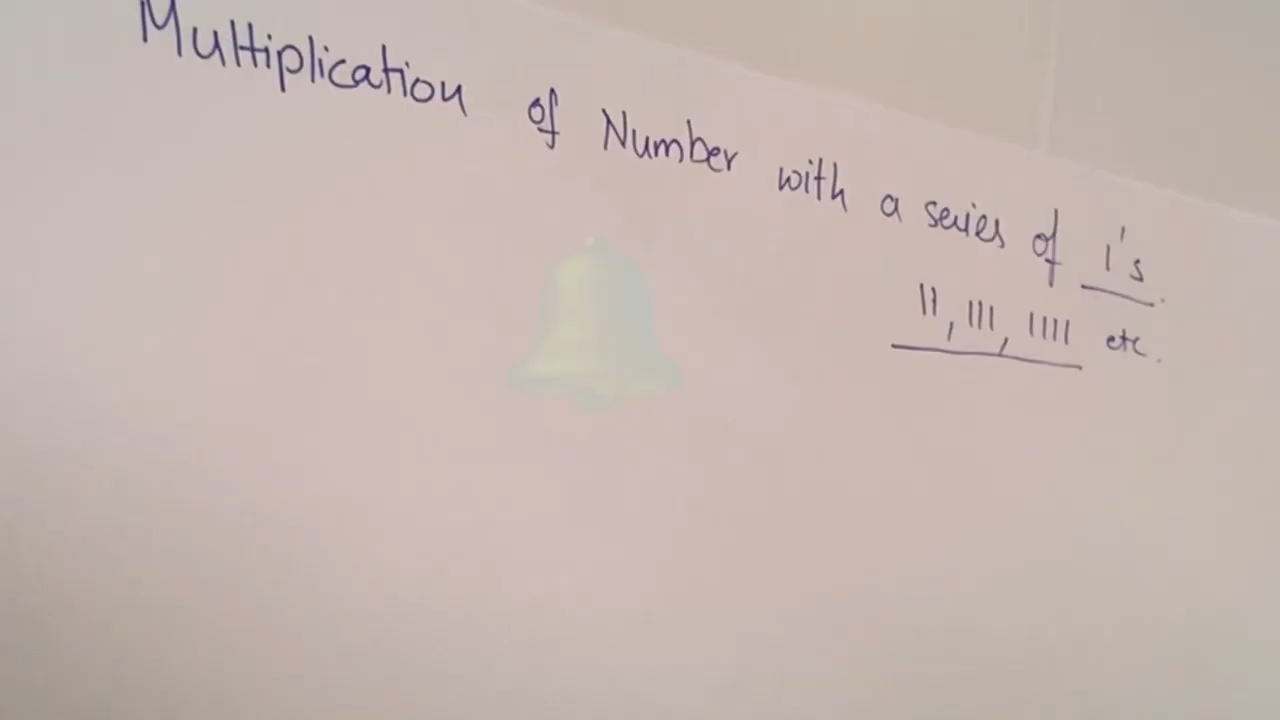 Multiplication of Number with a series of 1's.
11, 111, 1111 etc.